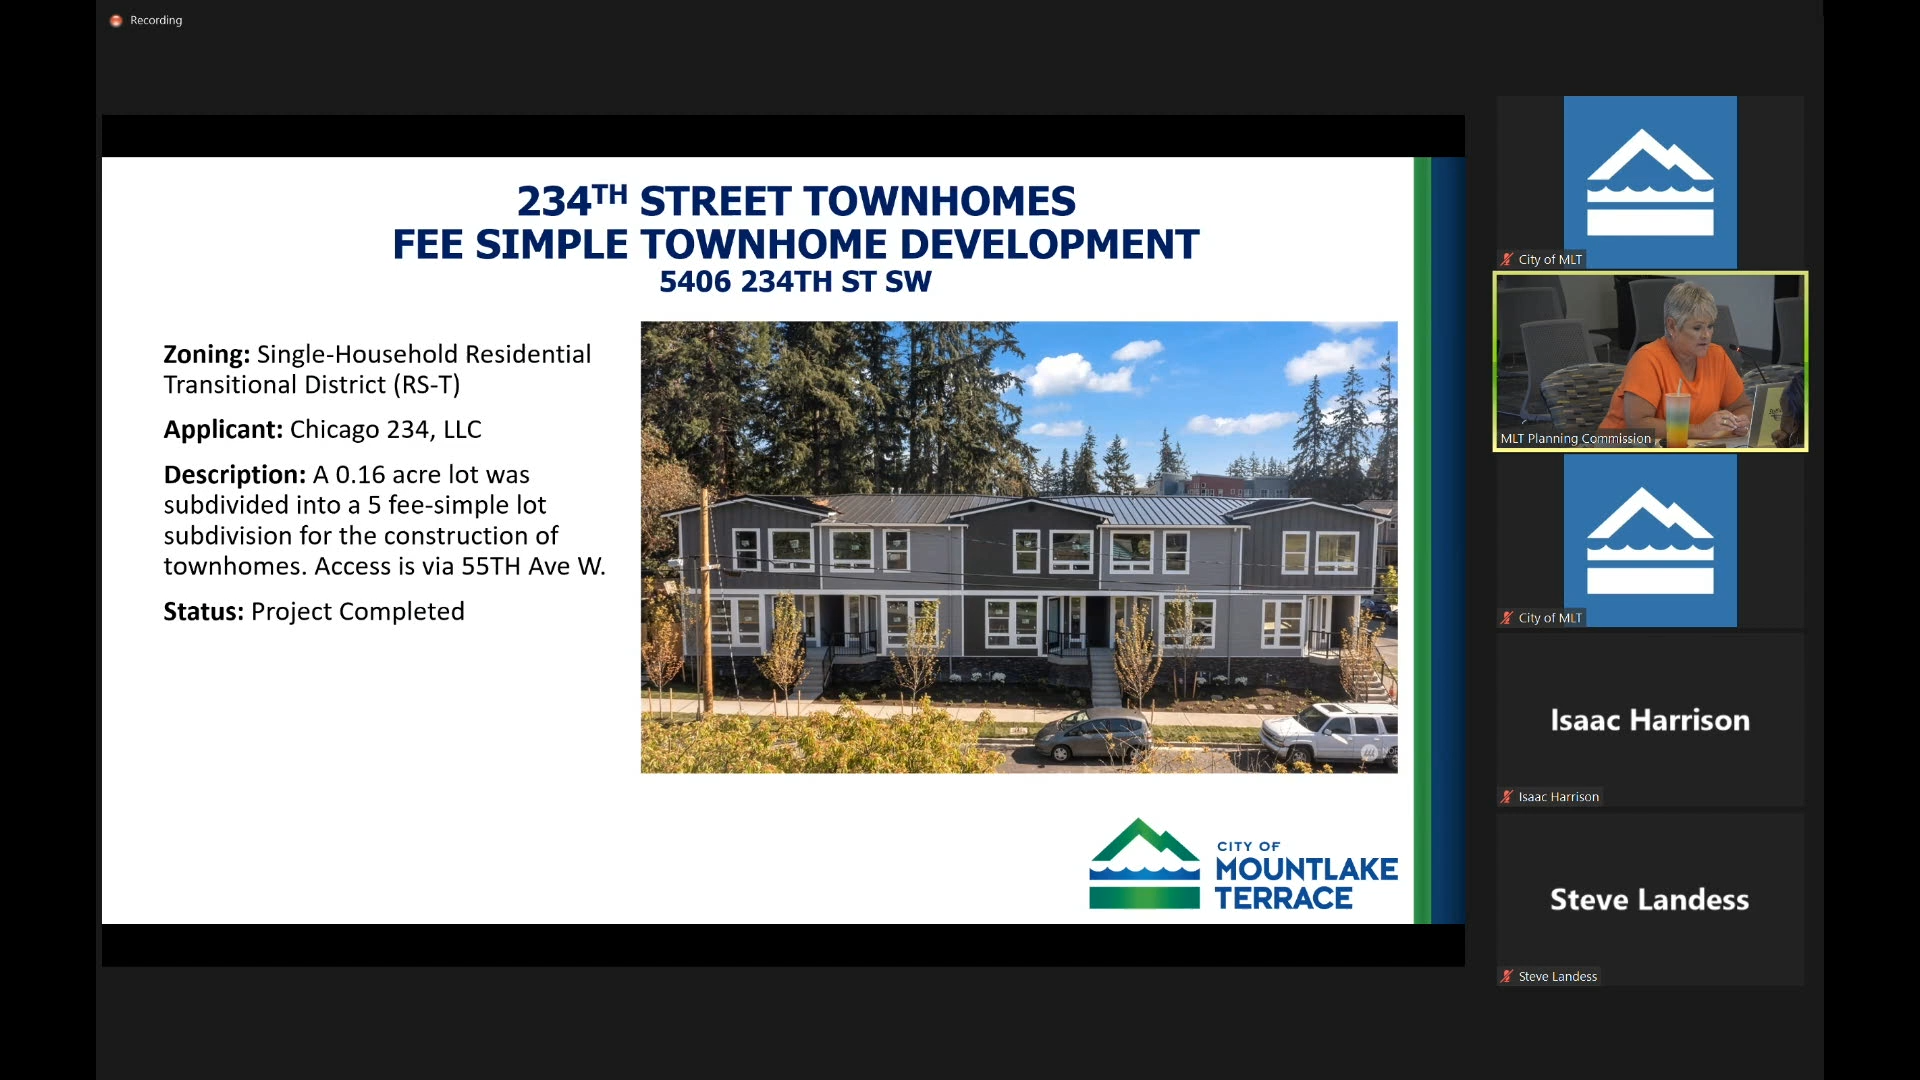 Recording
234TH STREET TOWNHOMES
FEE SIMPLE TOWNHOME DEVELOPMENT
5406 234TH ST SW
Zoning: Single-Household Residential
Transitional District (RS-T)
Applicant: Chicago 234, LLC
Description: A 0.16 acre lot was
subdivided into a 5 fee-simple lot
subdivision for the construction of
townhomes. Access is via 55TH Ave W.
Status: Project Completed
CITY OF
MOUNTLAKE
TERRACE
City of MLT
MLT Planning Commission
City of MLT
Isaac Harrison
Isaac Harrison
Steve Landess
Steve Landess